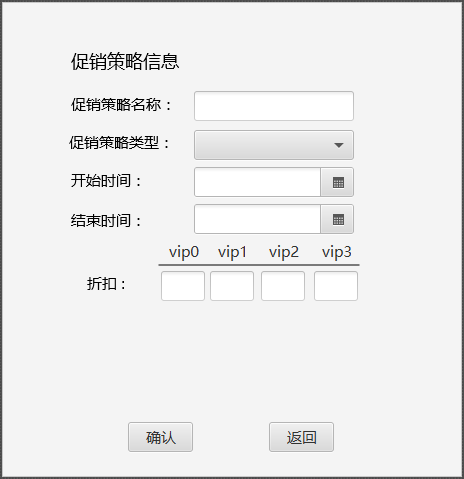 促销策略信息
促销策略名称：
促销策略类型：
开始时间：
结束时间：
vip0 vip1 vip2 vip3
折扣：
确认 返回